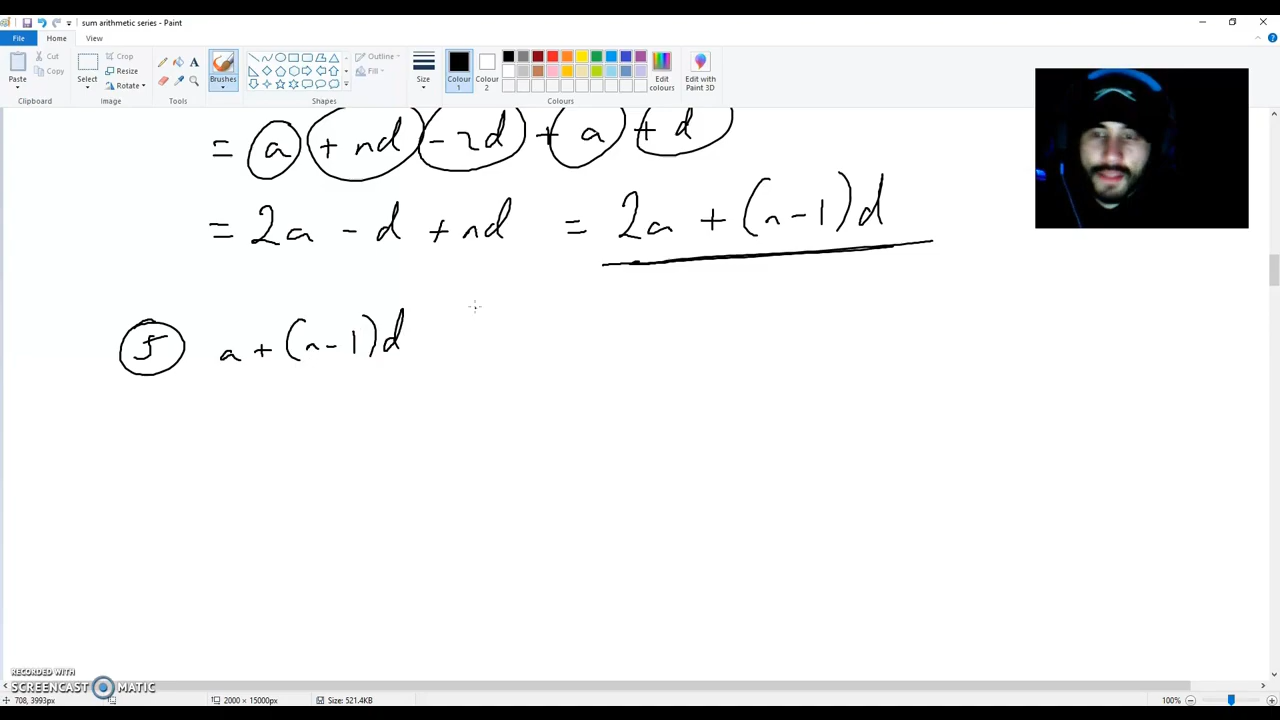 sum arithmetic series - Paint
File Home View
Paste Cut Copy Clipboard
Select Crop Resize Rotate Image
Tools
Brushes
Outline Fill Shapes
Size
Colour 1 Colour 2 Edit colours Edit with Paint 3D Colours
= a + nd - 2d + a + d
= 2a - d + nd = 2a + (n-1)d
5 a + (n-1)d
RECORDED WITH
SCREENCAST MATIC
708, 3993px 2000 × 15000px Size: 521.4KB 100%